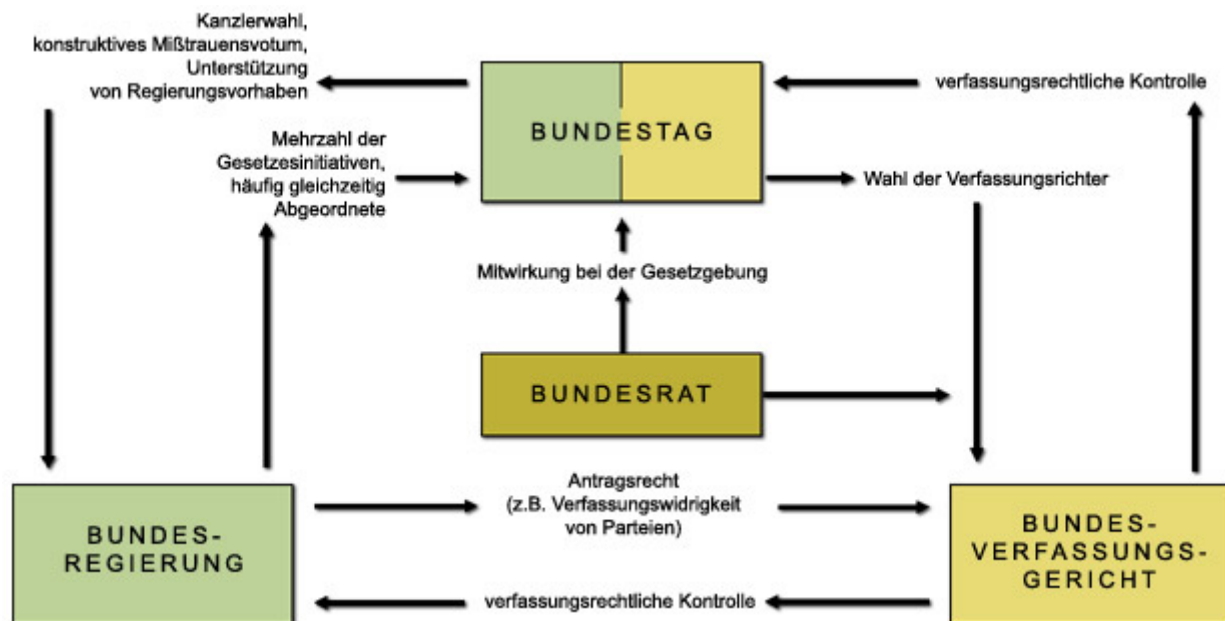 Kanzlerwahl,
konstruktives Mißtrauensvotum,
Unterstützung
von Regierungsvorhaben
verfassungsrechtliche Kontrolle
BUNDESTAG
Mehrzahl der
Gesetzesinitiativen,
häufig gleichzeitig
Abgeordnete
Wahl der Verfassungsrichter
Mitwirkung bei der Gesetzgebung
BUNDESRAT
Antragsrecht
(z.B. Verfassungswidrigkeit
von Parteien)
BUNDES-
REGIERUNG
BUNDES-
VERFASSUNGS-
GERICHT
verfassungsrechtliche Kontrolle